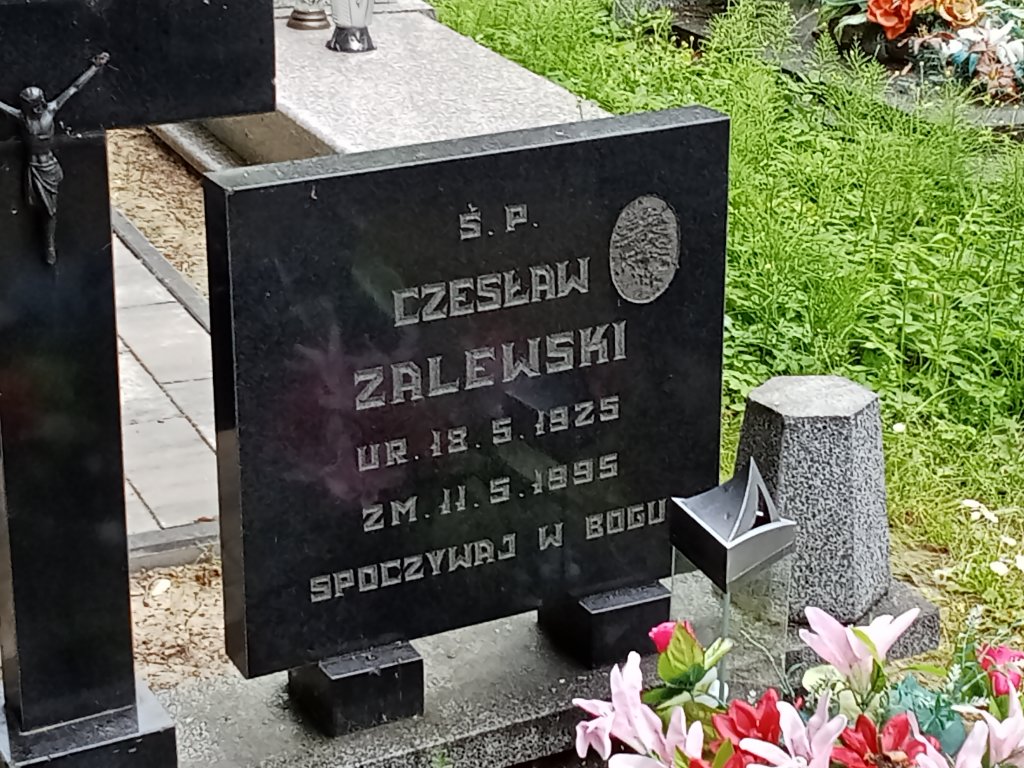 Ś.P.
CZESŁAW
ZALEWSKI
UR.18.5.1925
ZM.11.5.1995
SPOCZYWAJ W BOGU